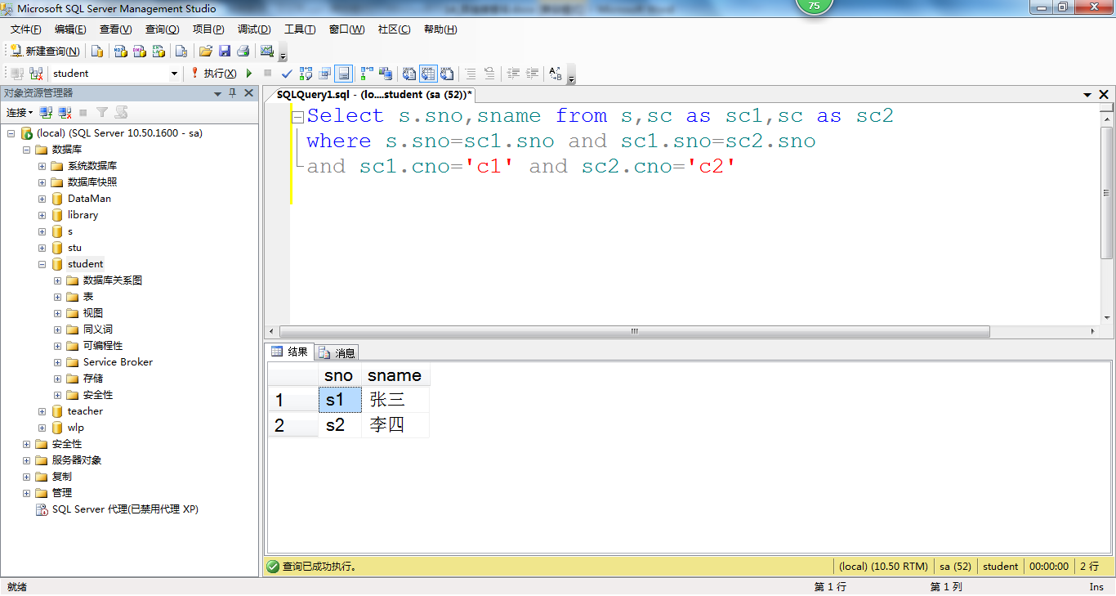 Microsoft SQL Server Management Studio
75
文件(F) 编辑(E) 查看(V) 查询(Q) 项目(P) 调试(D) 工具(T) 窗口(W) 社区(C) 帮助(H)
新建查询(N)
student 执行(X)
对象资源管理器
SQLQuery1.sql - (lo....student (sa (52))*
连接
(local) (SQL Server 10.50.1600 - sa)
数据库
系统数据库
数据库快照
DataMan
library
s
stu
student
数据库关系图
表
视图
同义词
可编程性
Service Broker
存储
安全性
teacher
wlp
安全性
服务器对象
复制
管理
SQL Server 代理(已禁用代理 XP)
Select s.sno,sname from s,sc as sc1,sc as sc2
where s.sno=sc1.sno and sc1.sno=sc2.sno
and sc1.cno='c1' and sc2.cno='c2'
结果 消息
sno sname
1 s1 张三
2 s2 李四
查询已成功执行。 (local) (10.50 RTM) sa (52) student 00:00:00 2 行
就绪 第 1 行 第 1 列 Ins